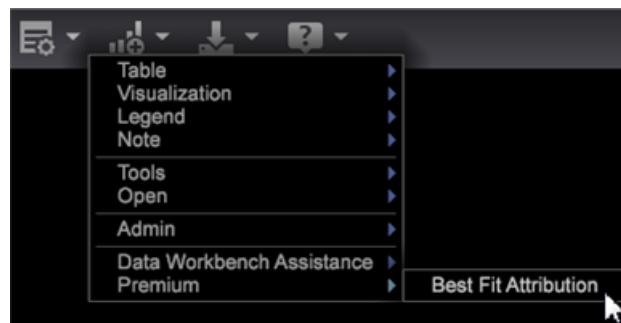 Table
Visualization
Legend
Note
Tools
Open
Admin
Data Workbench Assistance
Premium
Best Fit Attribution